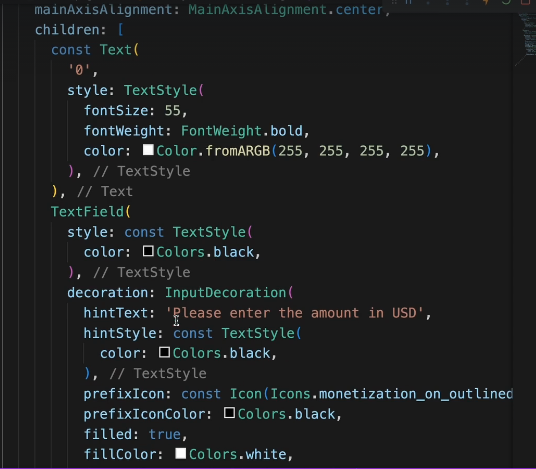 mainAxisAlignment: MainAxisAlignment.center,
children: [
const Text(
'0',
style: TextStyle(
fontSize: 55,
fontWeight: FontWeight.bold,
color: Color.fromARGB(255, 255, 255, 255),
), // TextStyle
), // Text
TextField(
style: const TextStyle(
color: Colors.black,
), // TextStyle
decoration: InputDecoration(
hintText: 'Please enter the amount in USD',
hintStyle: const TextStyle(
color: Colors.black,
), // TextStyle
prefixIcon: const Icon(Icons.monetization_on_outlined
prefixIconColor: Colors.black,
filled: true,
fillColor: Colors.white,